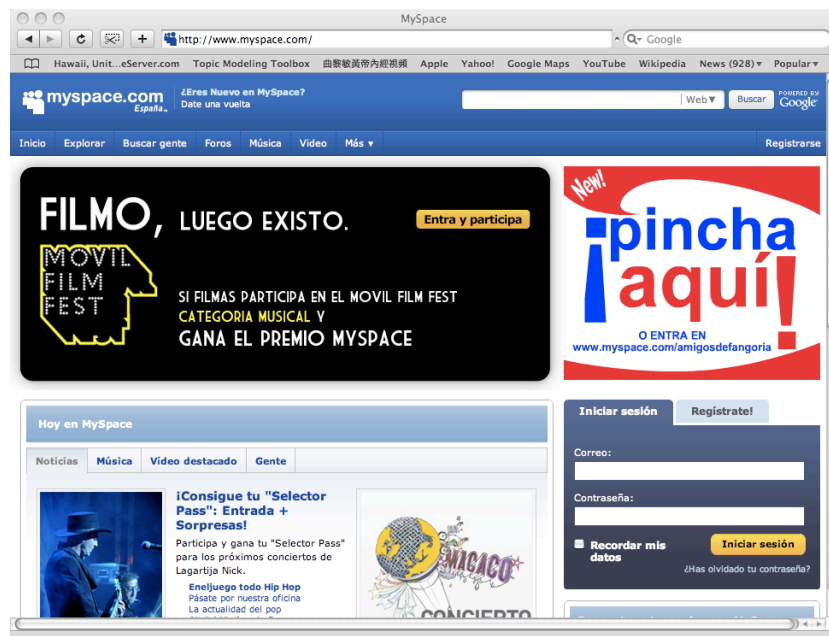 MySpace
http://www.myspace.com/
Google
Hawaii, Unit...eServer.com Topic Modeling Toolbox 曲黎敏黃帝內經視頻 Apple Yahoo! Google Maps YouTube Wikipedia News (928) Popular
myspace.com
España
¿Eres Nuevo en MySpace?
Date una vuelta
Web
Buscar
POWERED BY
Google
Inicio Explorar Buscar gente Foros Música Video Más Registrarse
FILMO, LUEGO EXISTO.
Entra y participa
MOVIL
FILM
FEST
SI FILMAS PARTICIPA EN EL MOVIL FILM FEST
CATEGORIA MUSICAL Y
GANA EL PREMIO MYSPACE
New!
¡pincha
aquí!
O ENTRA EN
www.myspace.com/amigosdefangoria
Hoy en MySpace
Noticias Música Vídeo destacado Gente
¡Consigue tu "Selector
Pass": Entrada +
Sorpresas!
Participa y gana tu "Selector Pass"
para los próximos conciertos de
Lagartija Nick.
Eneljuego todo Hip Hop
Pásate por nuestra oficina
La actualidad del pop
MACACO
CONCIERTO
Iniciar sesión Regístrate!
Correo:
Contraseña:
Recordar mis
datos
Iniciar sesión
¿Has olvidado tu contraseña?